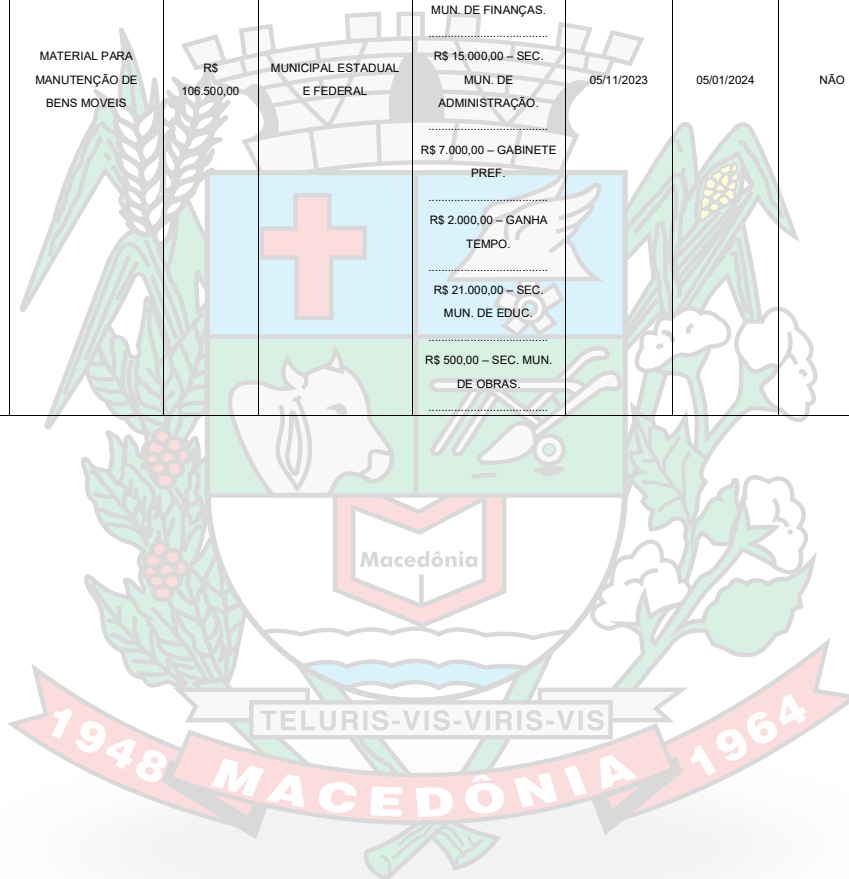 MATERIAL PARA
MANUTENÇÃO DE
BENS MOVEIS
R$
106.500,00
MUNICIPAL ESTADUAL
E FEDERAL
MUN. DE FINANÇAS.
.....................................
R$ 15.000,00 – SEC.
MUN. DE
ADMINISTRAÇÃO.
.....................................
R$ 7.000,00 – GABINETE
PREF.
.....................................
R$ 2.000,00 – GANHA
TEMPO.
.....................................
R$ 21.000,00 – SEC.
MUN. DE EDUC.
.....................................
R$ 500,00 – SEC. MUN.
DE OBRAS.
.....................................
05/11/2023
05/01/2024
NÃO
Macedônia
TELURIS-VIS-VIRIS-VIS
1948
MACEDÔNIA
1964